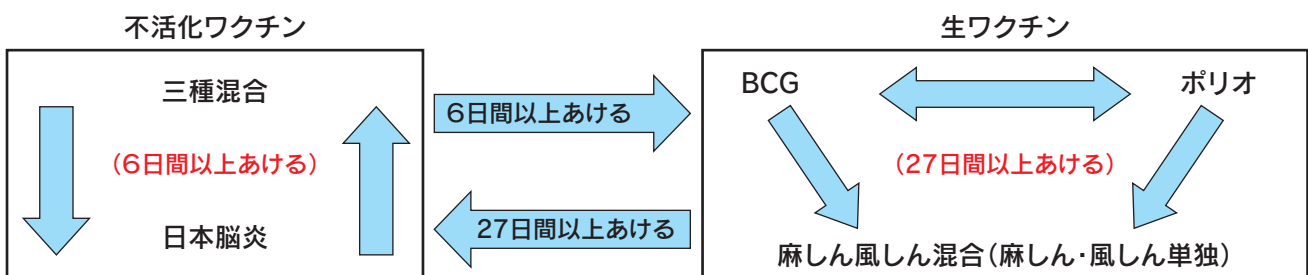 不活化ワクチン
三種混合
(6日間以上あける)
日本脳炎
6日間以上あける
27日間以上あける
生ワクチン
BCG
ポリオ
(27日間以上あける)
麻しん風しん混合(麻しん・風しん単独)